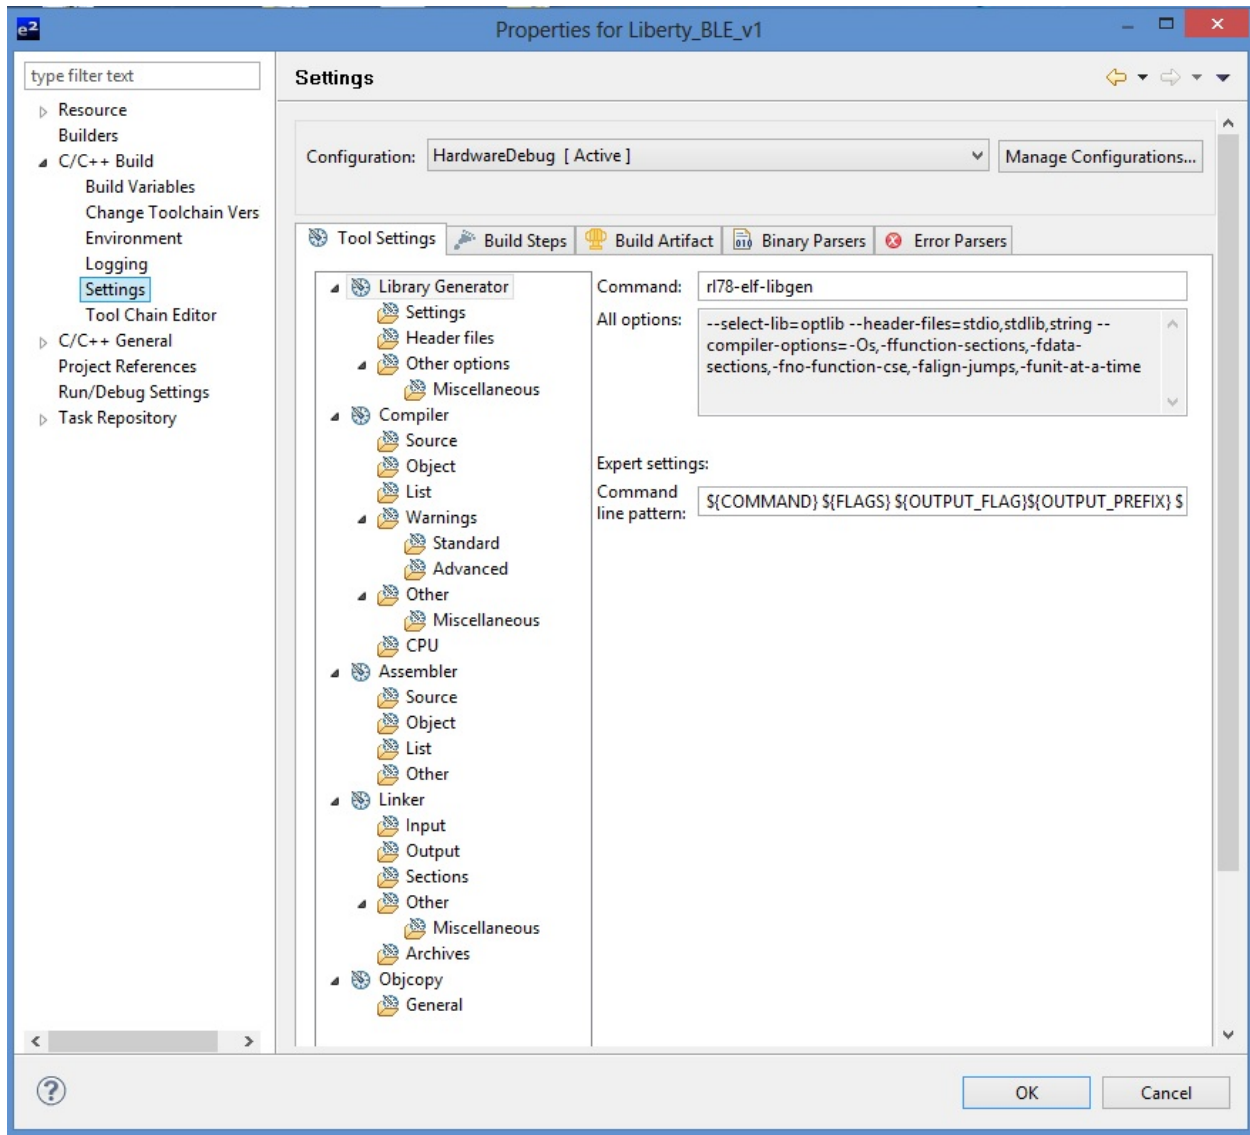 e²
Properties for Liberty_BLE_v1
type filter text
Resource
Builders
C/C++ Build
Build Variables
Change Toolchain Vers
Environment
Logging
Settings
Tool Chain Editor
C/C++ General
Project References
Run/Debug Settings
Task Repository
Settings
Configuration:
HardwareDebug [ Active ]
Manage Configurations...
Tool Settings
Build Steps
Build Artifact
010
Binary Parsers
Error Parsers
Library Generator
Settings
Header files
Other options
Miscellaneous
Compiler
Source
Object
List
Warnings
Standard
Advanced
Other
Miscellaneous
CPU
Assembler
Source
Object
List
Other
Linker
Input
Output
Sections
Other
Miscellaneous
Archives
Objcopy
General
Command:
rl78-elf-libgen
All options:
--select-lib=optlib --header-files=stdio,stdlib,string --
compiler-options=-Os,-ffunction-sections,-fdata-
sections,-fno-function-cse,-falign-jumps,-funit-at-a-time
Expert settings:
Command
line pattern:
${COMMAND} ${FLAGS} ${OUTPUT_FLAG}${OUTPUT_PREFIX} $
?
OK
Cancel